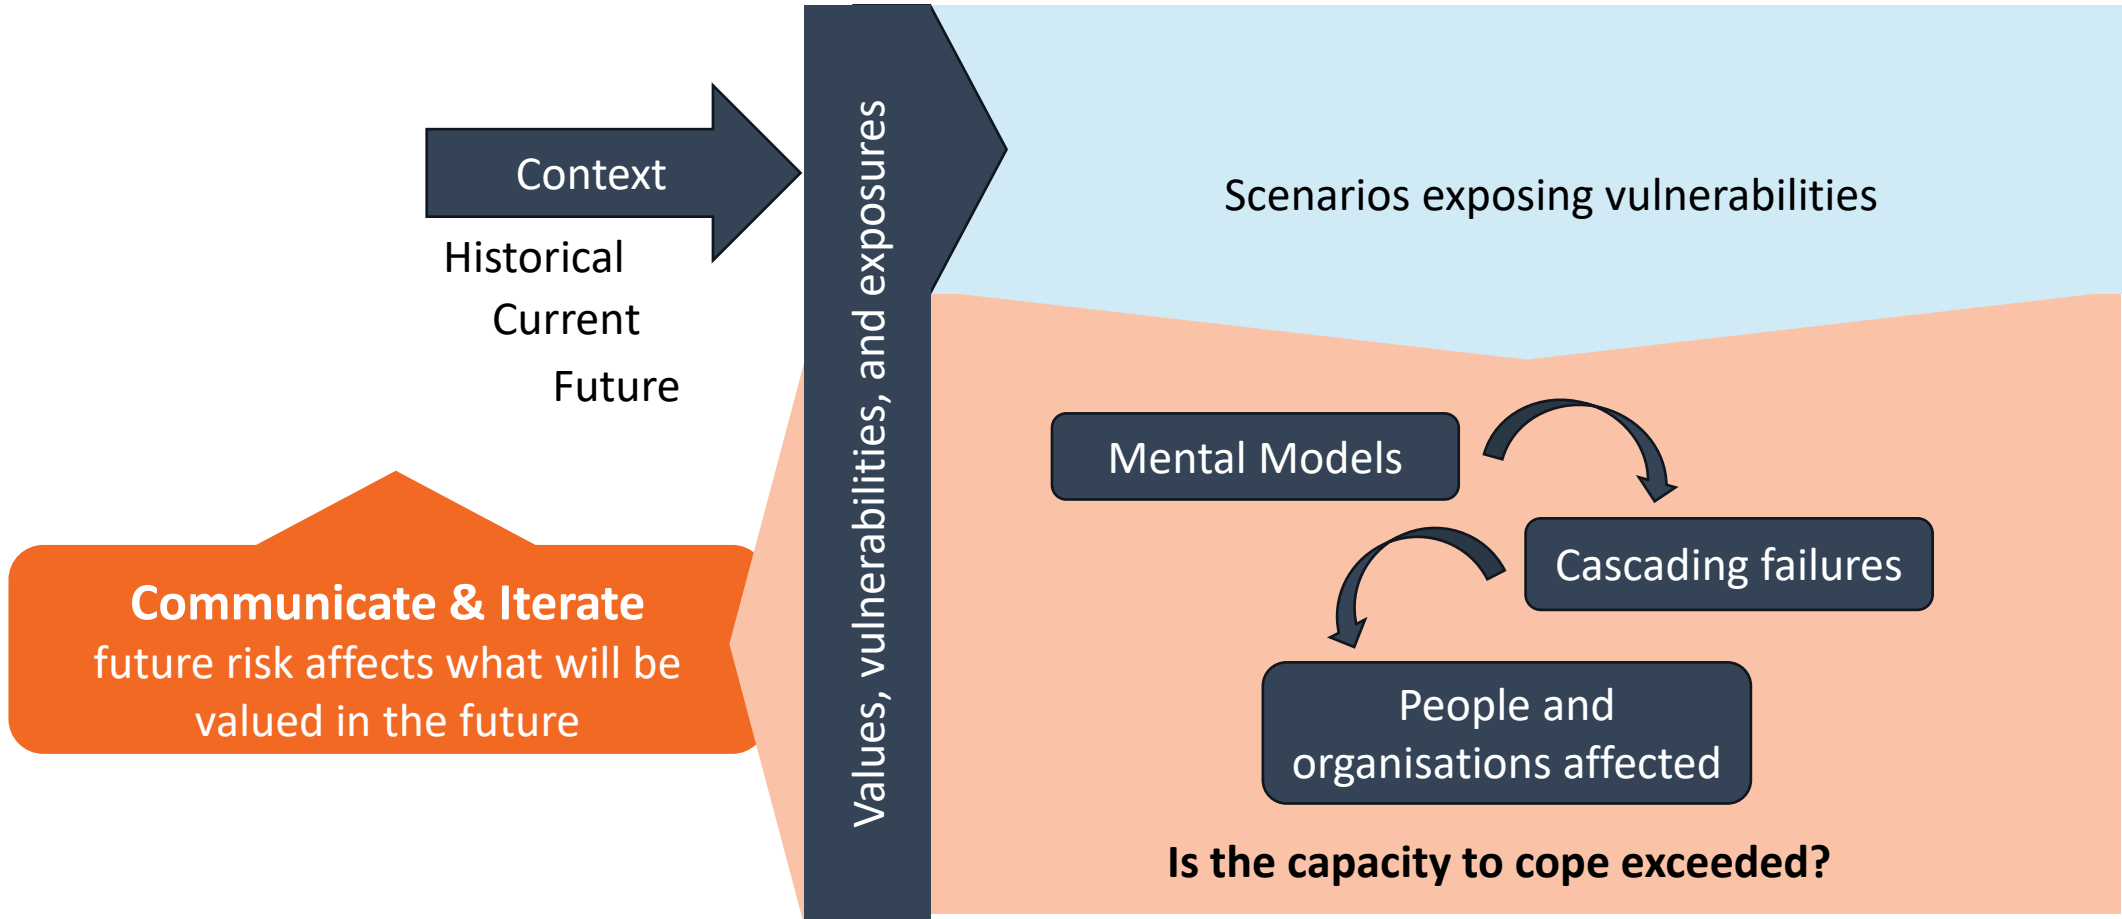 Context
Historical
Current
Future
Communicate & Iterate
future risk affects what will be
valued in the future
Values, vulnerabilities, and exposures
Scenarios exposing vulnerabilities
Mental Models
Cascading failures
People and
organisations affected
Is the capacity to cope exceeded?